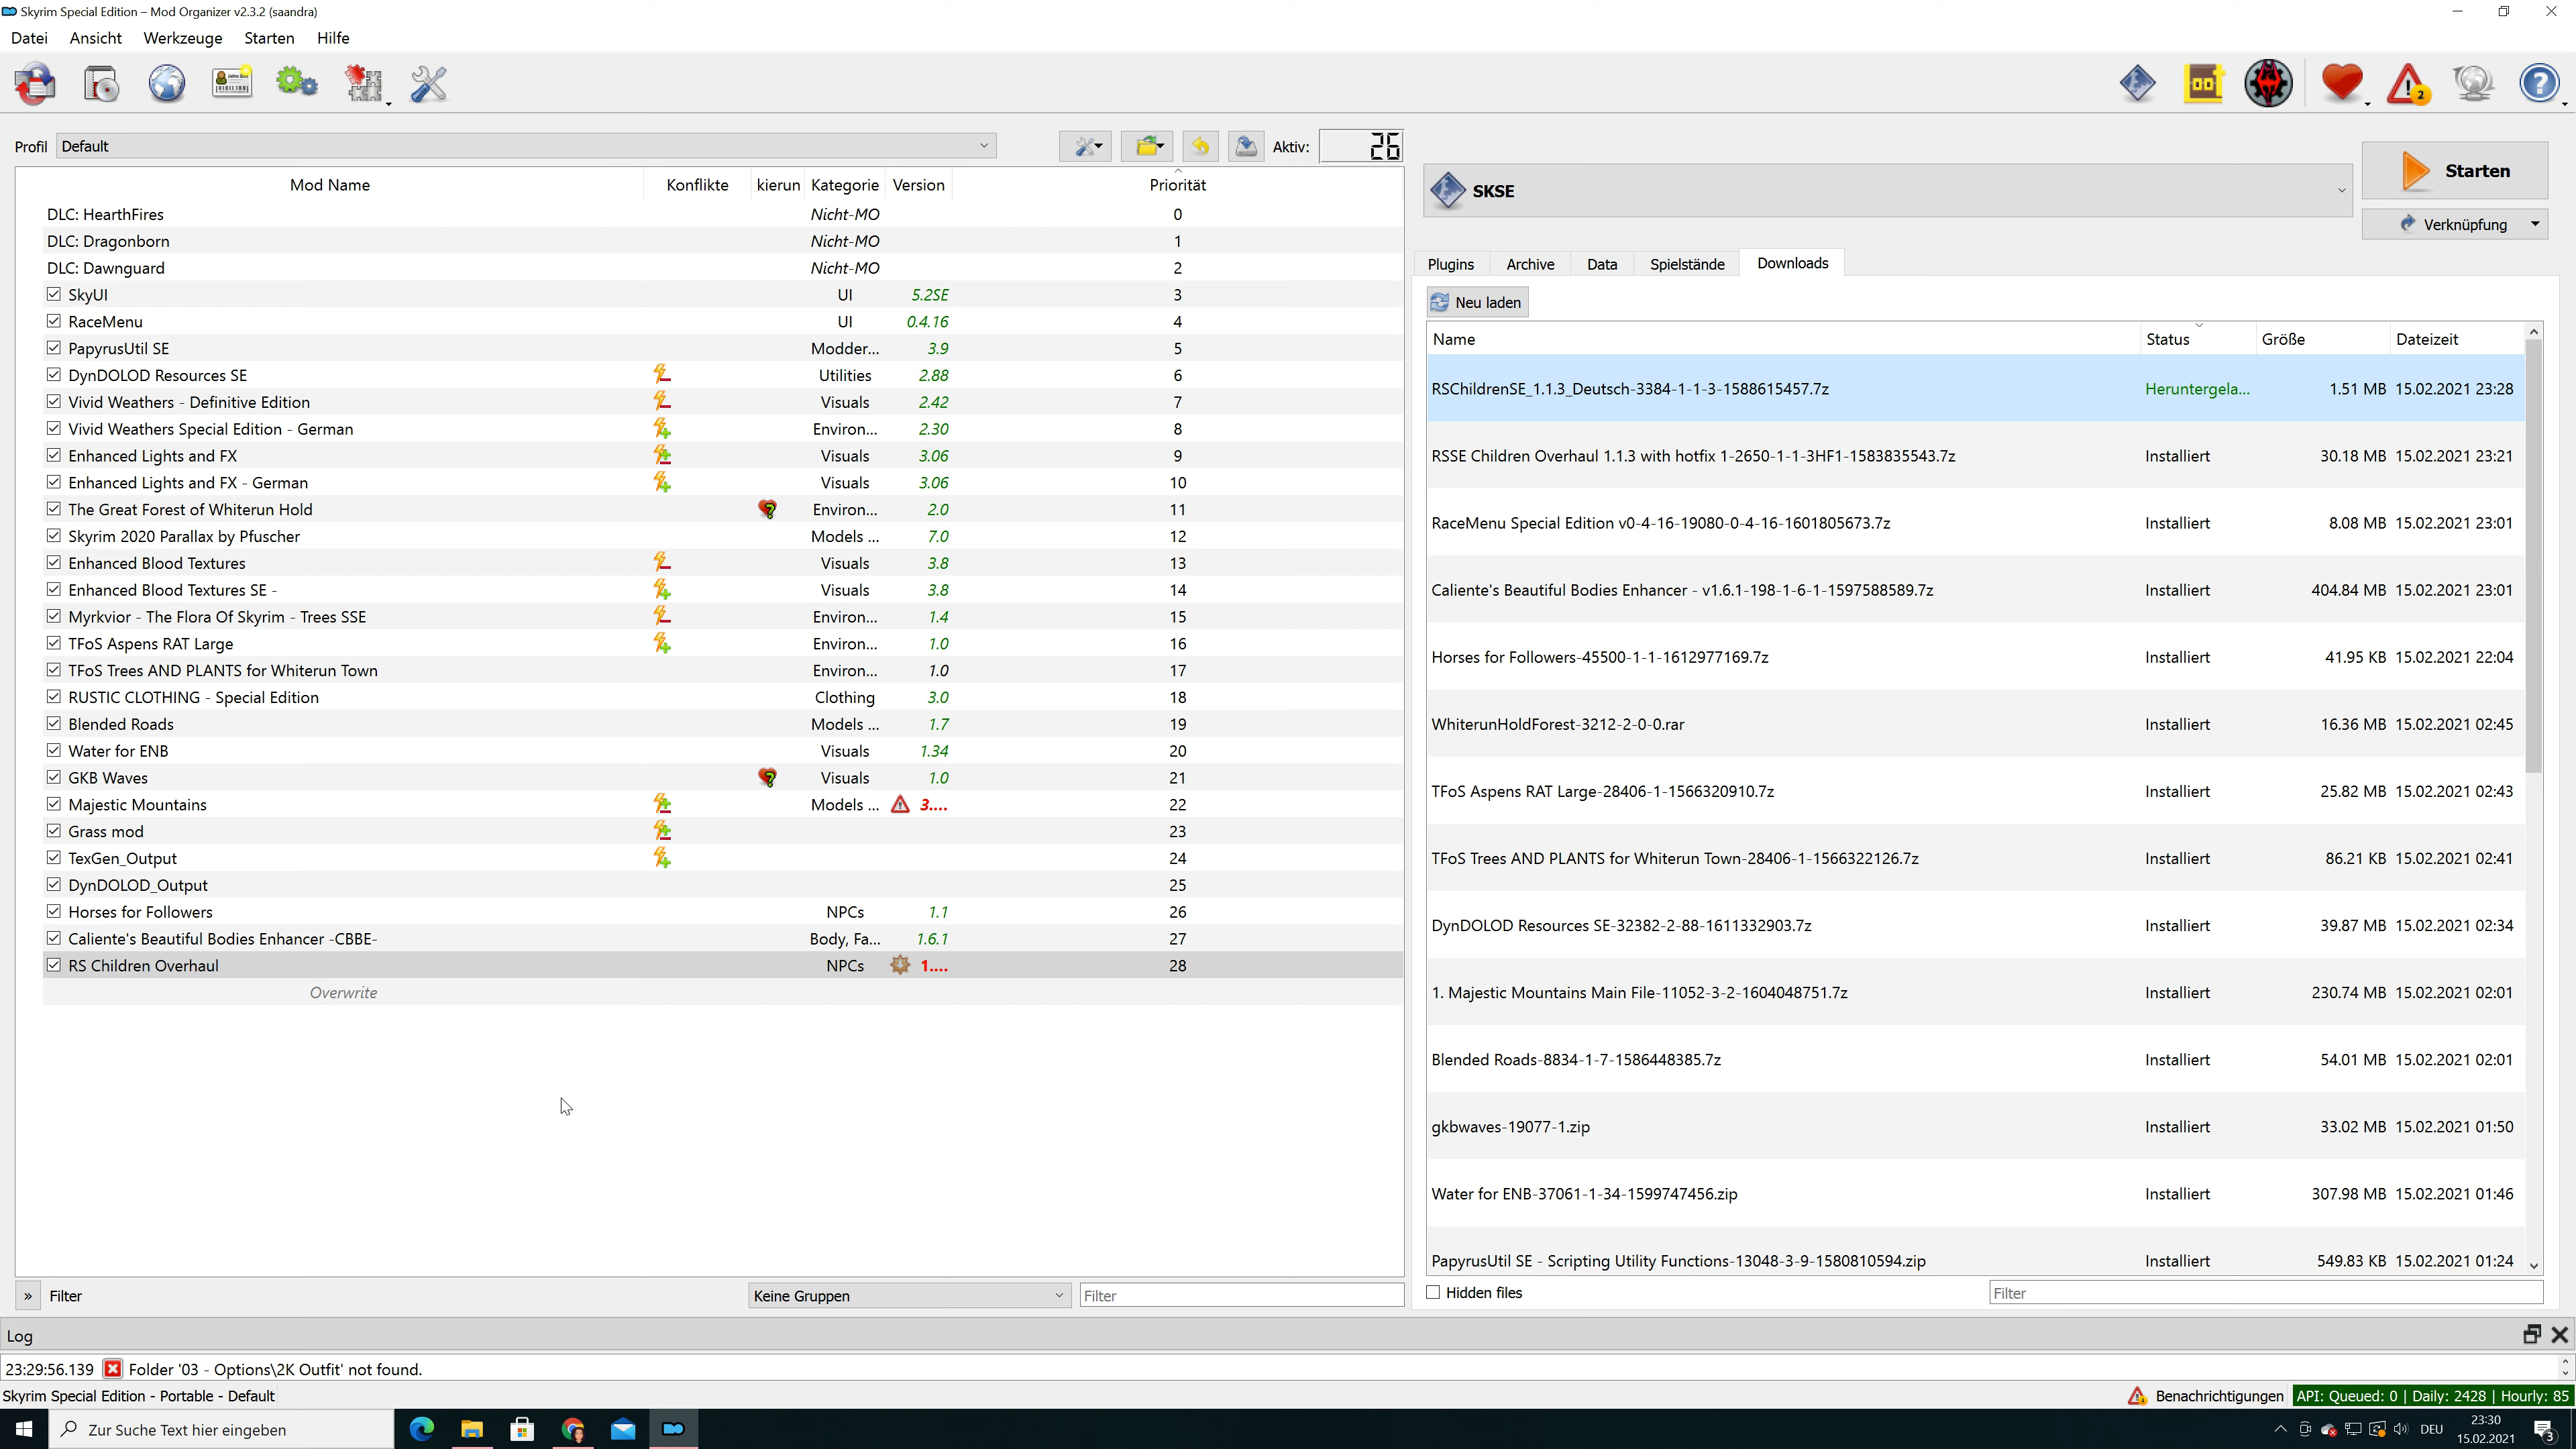 Skyrim Special Edition – Mod Organizer v2.3.2 (saandra)
Datei Ansicht Werkzeuge Starten Hilfe
2
Profil Default Aktiv: 26
Mod Name Konflikte kierun Kategorie Version Priorität
DLC: HearthFires Nicht-MO 0
DLC: Dragonborn Nicht-MO 1
DLC: Dawnguard Nicht-MO 2
SkyUI UI 5.2SE 3
RaceMenu UI 0.4.16 4
PapyrusUtil SE Modder... 3.9 5
DynDOLOD Resources SE Utilities 2.88 6
Vivid Weathers - Definitive Edition Visuals 2.42 7
Vivid Weathers Special Edition - German Environ... 2.30 8
Enhanced Lights and FX Visuals 3.06 9
Enhanced Lights and FX - German Visuals 3.06 10
The Great Forest of Whiterun Hold Environ... 2.0 11
Skyrim 2020 Parallax by Pfuscher Models ... 7.0 12
Enhanced Blood Textures Visuals 3.8 13
Enhanced Blood Textures SE - Visuals 3.8 14
Myrkvior - The Flora Of Skyrim - Trees SSE Environ... 1.4 15
TFoS Aspens RAT Large Environ... 1.0 16
TFoS Trees AND PLANTS for Whiterun Town Environ... 1.0 17
RUSTIC CLOTHING - Special Edition Clothing 3.0 18
Blended Roads Models ... 1.7 19
Water for ENB Visuals 1.34 20
GKB Waves Visuals 1.0 21
Majestic Mountains Models ... 3.... 22
Grass mod 23
TexGen_Output 24
DynDOLOD_Output 25
Horses for Followers NPCs 1.1 26
Caliente's Beautiful Bodies Enhancer -CBBE- Body, Fa... 1.6.1 27
RS Children Overhaul NPCs 1.... 28
Overwrite
» Filter Keine Gruppen Filter
SKSE
Starten
Verknüpfung
Plugins Archive Data Spielstände Downloads
Neu laden
Name Status Größe Dateizeit
RSChildrenSE_1.1.3_Deutsch-3384-1-1-3-1588615457.7z Heruntergela... 1.51 MB 15.02.2021 23:28
RSSE Children Overhaul 1.1.3 with hotfix 1-2650-1-1-3HF1-1583835543.7z Installiert 30.18 MB 15.02.2021 23:21
RaceMenu Special Edition v0-4-16-19080-0-4-16-1601805673.7z Installiert 8.08 MB 15.02.2021 23:01
Caliente's Beautiful Bodies Enhancer - v1.6.1-198-1-6-1-1597588589.7z Installiert 404.84 MB 15.02.2021 23:01
Horses for Followers-45500-1-1-1612977169.7z Installiert 41.95 KB 15.02.2021 22:04
WhiterunHoldForest-3212-2-0-0.rar Installiert 16.36 MB 15.02.2021 02:45
TFoS Aspens RAT Large-28406-1-1566320910.7z Installiert 25.82 MB 15.02.2021 02:43
TFoS Trees AND PLANTS for Whiterun Town-28406-1-1566322126.7z Installiert 86.21 KB 15.02.2021 02:41
DynDOLOD Resources SE-32382-2-88-1611332903.7z Installiert 39.87 MB 15.02.2021 02:34
1. Majestic Mountains Main File-11052-3-2-1604048751.7z Installiert 230.74 MB 15.02.2021 02:01
Blended Roads-8834-1-7-1586448385.7z Installiert 54.01 MB 15.02.2021 02:01
gkbwaves-19077-1.zip Installiert 33.02 MB 15.02.2021 01:50
Water for ENB-37061-1-34-1599747456.zip Installiert 307.98 MB 15.02.2021 01:46
PapyrusUtil SE - Scripting Utility Functions-13048-3-9-1580810594.zip Installiert 549.83 KB 15.02.2021 01:24
Hidden files Filter
Log
23:29:56.139 Folder '03 - Options\2K Outfit' not found.
Skyrim Special Edition - Portable - Default Benachrichtigungen API: Queued: 0 | Daily: 2428 | Hourly: 85
Zur Suche Text hier eingeben DEU 23:30
15.02.2021 3